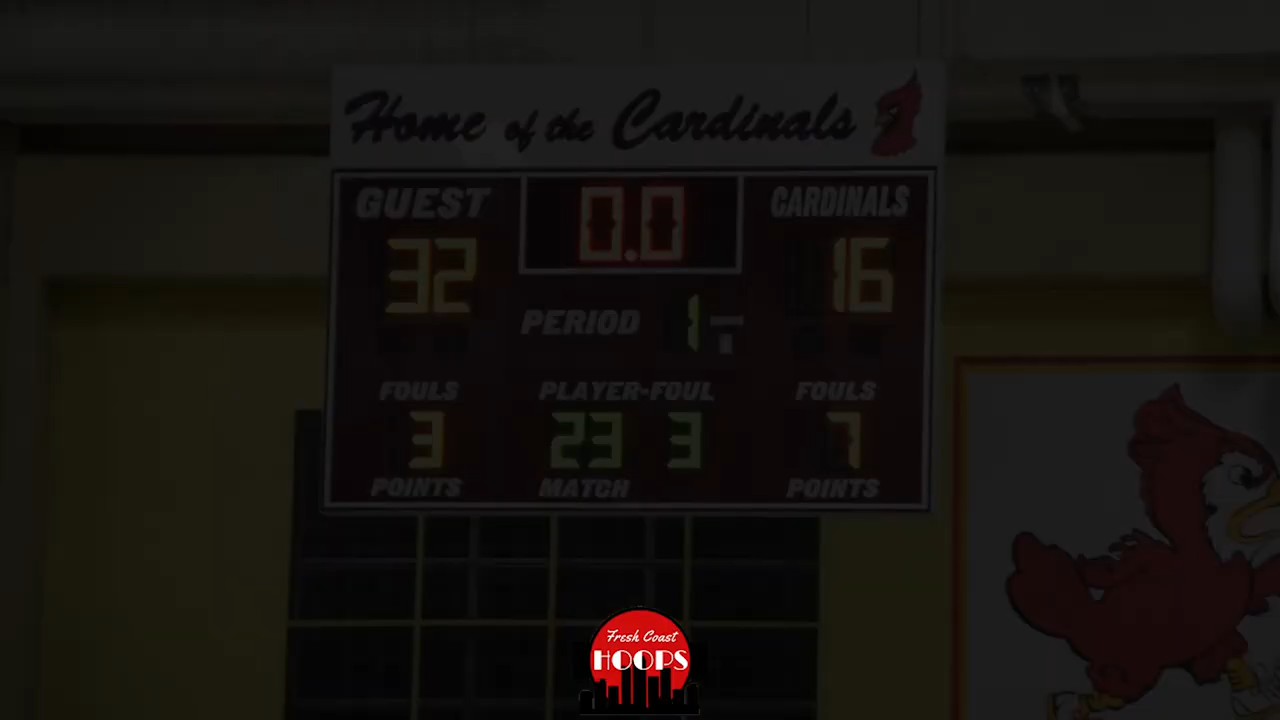 Home of the Cardinals
GUEST
0.0
CARDINALS
32
16
PERIOD 1
FOULS
PLAYER-FOUL
FOULS
3
23 3
7
POINTS
MATCH
POINTS
Fresh Coast
HOOPS